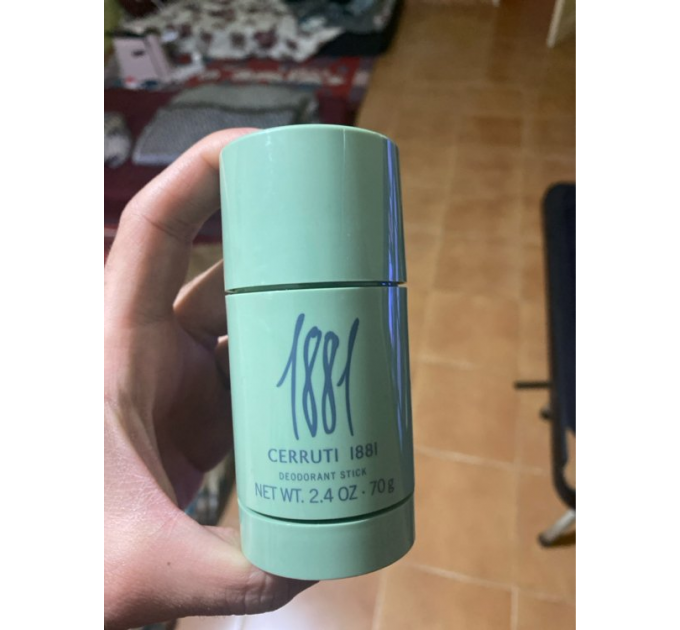 1881
CERRUTI 1881
DEODORANT STICK
NET WT. 2.4 OZ · 70 g